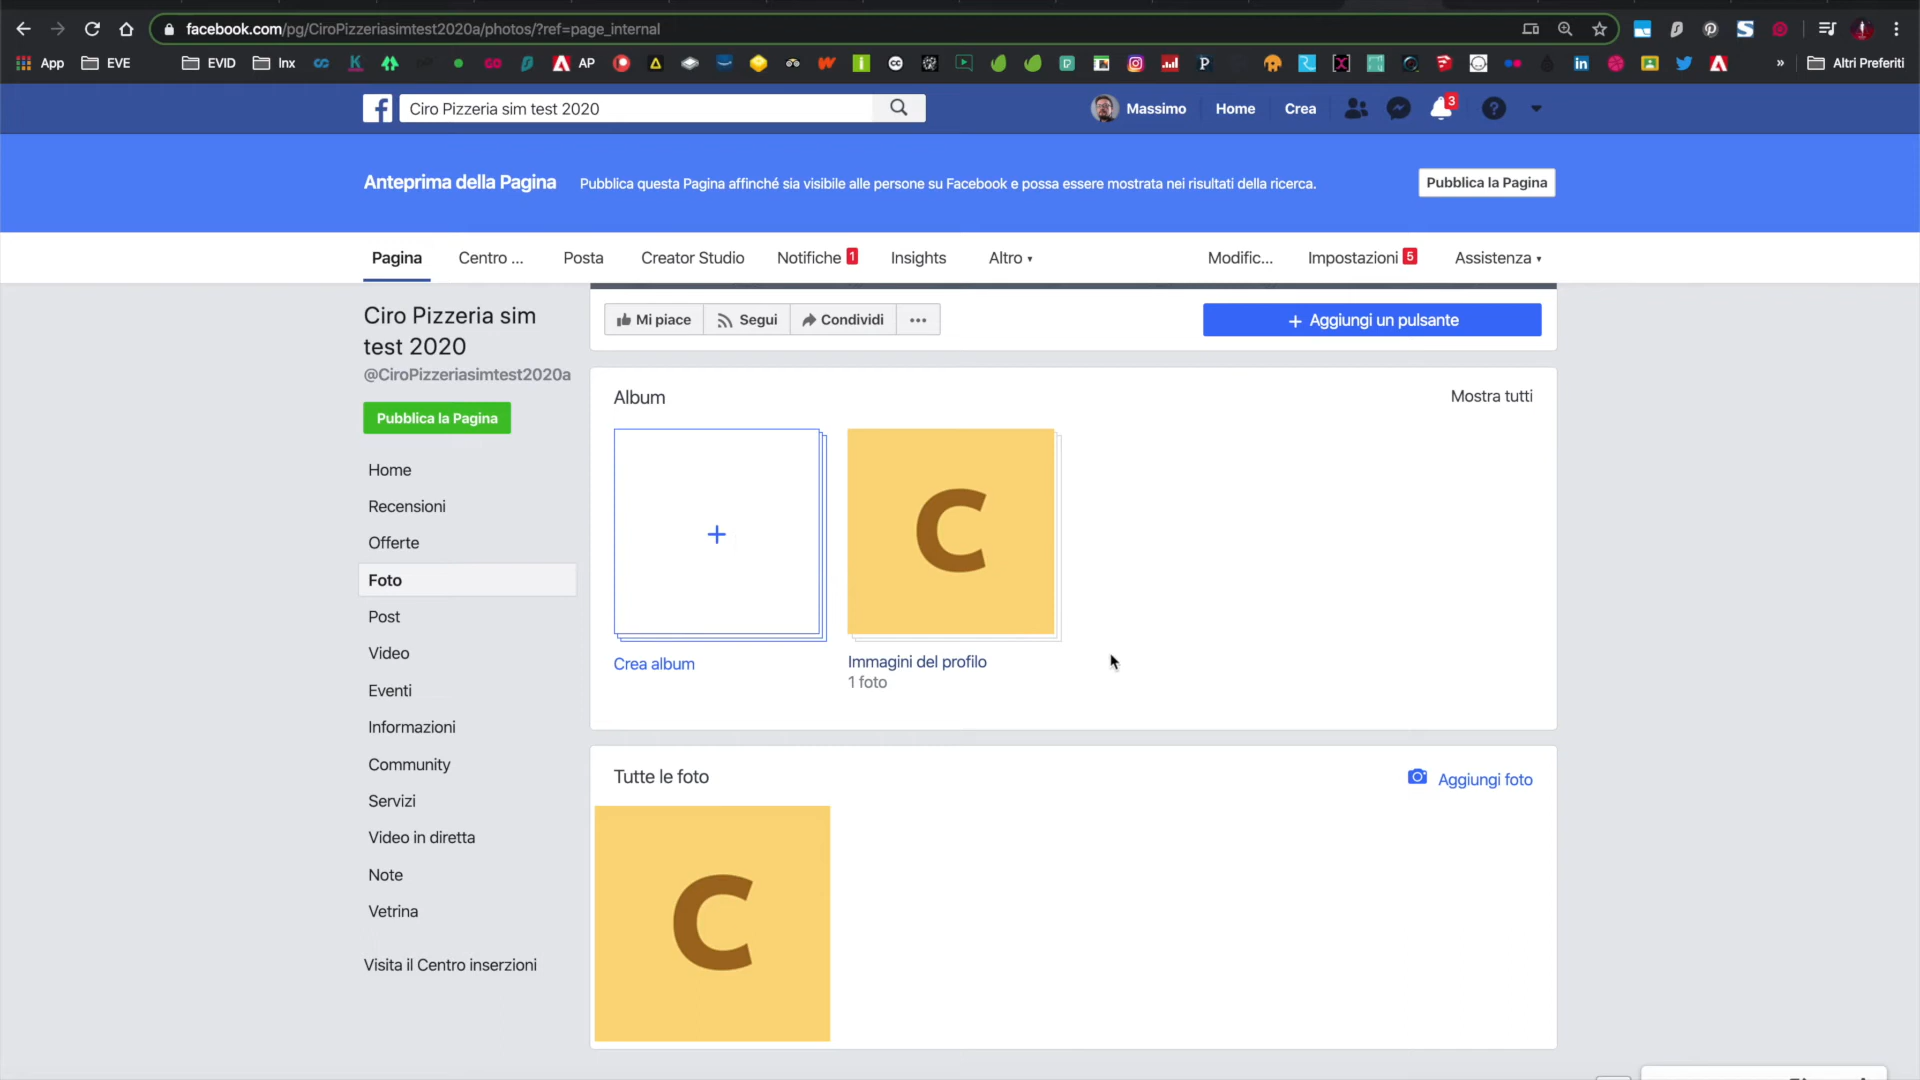 facebook.com/pg/CiroPizzeriasimtest2020a/photos/?ref=page_internal
App EVE EVID Inx AP Altri Preferiti
Ciro Pizzeria sim test 2020
Massimo Home Crea 3
Anteprima della Pagina Pubblica questa Pagina affinché sia visibile alle persone su Facebook e possa essere mostrata nei risultati della ricerca. Pubblica la Pagina
Pagina Centro ... Posta Creator Studio Notifiche 1 Insights Altro Modific... Impostazioni 5 Assistenza
Ciro Pizzeria sim
test 2020
@CiroPizzeriasimtest2020a
Pubblica la Pagina
Home
Recensioni
Offerte
Foto
Post
Video
Eventi
Informazioni
Community
Servizi
Video in diretta
Note
Vetrina
Visita il Centro inserzioni
Mi piace Segui Condividi ••• + Aggiungi un pulsante
Album Mostra tutti
+
C
Crea album
Immagini del profilo
1 foto
Tutte le foto Aggiungi foto
C